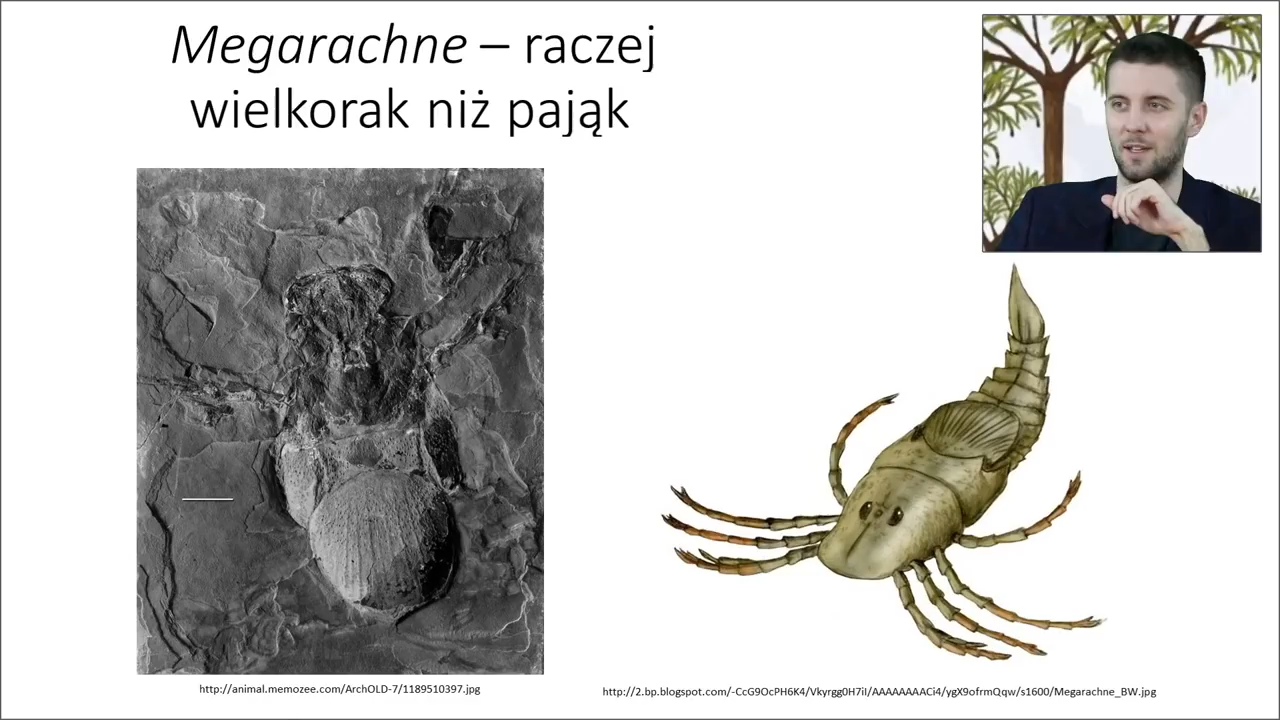 Megarachne – raczej
wielkorak niż pająk
http://animal.memozee.com/ArchOLD-7/1189510397.jpg
http://2.bp.blogspot.com/-CcG9OcPH6K4/Vkyrgg0H7iI/AAAAAAAACi4/ygX9ofrmQqw/s1600/Megarachne_BW.jpg